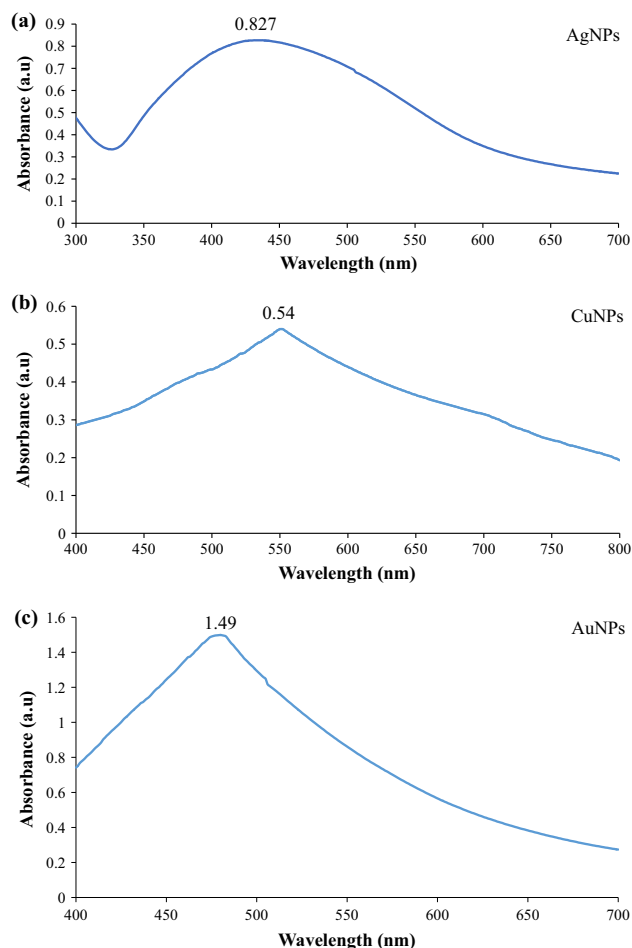 (a)
0.827
AgNPs
Absorbance (a.u)
0.9
0.8
0.7
0.6
0.5
0.4
0.3
0.2
0.1
0
300 350 400 450 500 550 600 650 700
Wavelength (nm)
(b)
0.54
CuNPs
Absorbance (a.u)
0.6
0.5
0.4
0.3
0.2
0.1
0
400 450 500 550 600 650 700 750 800
Wavelength (nm)
(c)
1.49
AuNPs
Absorbance (a.u)
1.6
1.4
1.2
1
0.8
0.6
0.4
0.2
0
400 450 500 550 600 650 700
Wavelength (nm)